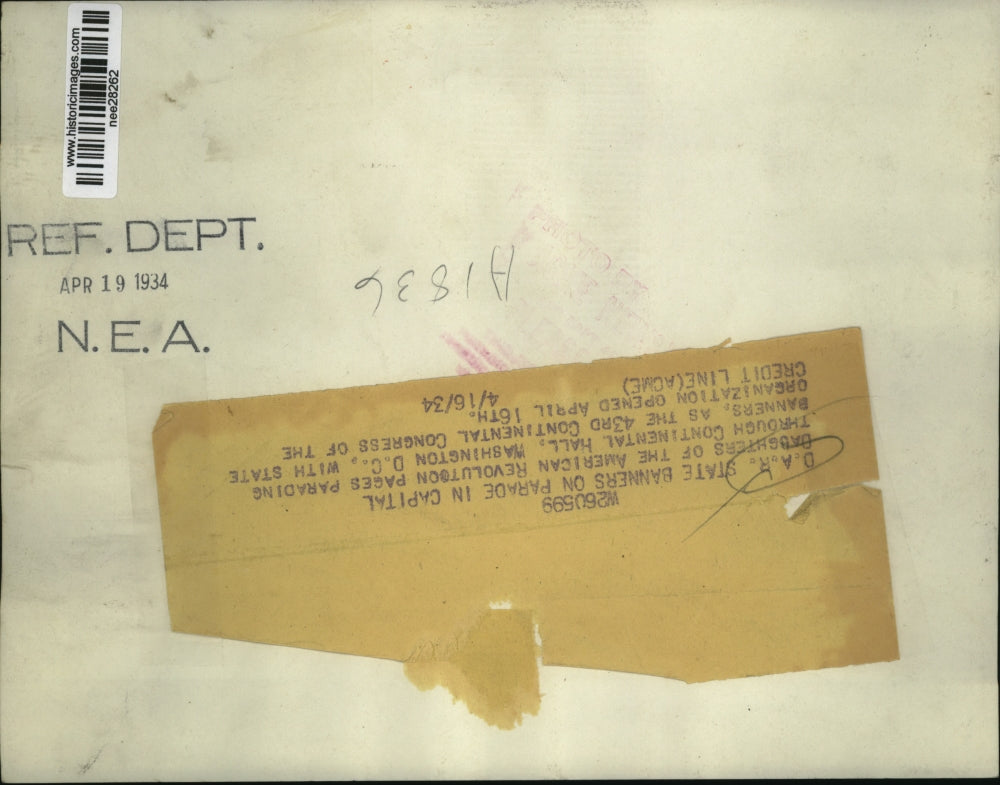 www.historicimages.com
nee28262
REF. DEPT.
APR 19 1934
N. E. A.
A1836
W260599
D.A.R. STATE BANNERS ON PARADE IN CAPITAL
DAUGHTERS OF THE AMERICAN REVOLUTOON PAGES PARADING
THROUGH CONTINENTAL HALL, WASHINGTON D.C., WITH STATE
BANNERS, AS THE 43RD CONTINENTAL CONGRESS OF THE
ORGANIZATION OPENED APRIL 16TH.
CREDIT LINE(ACME) 4/16/34